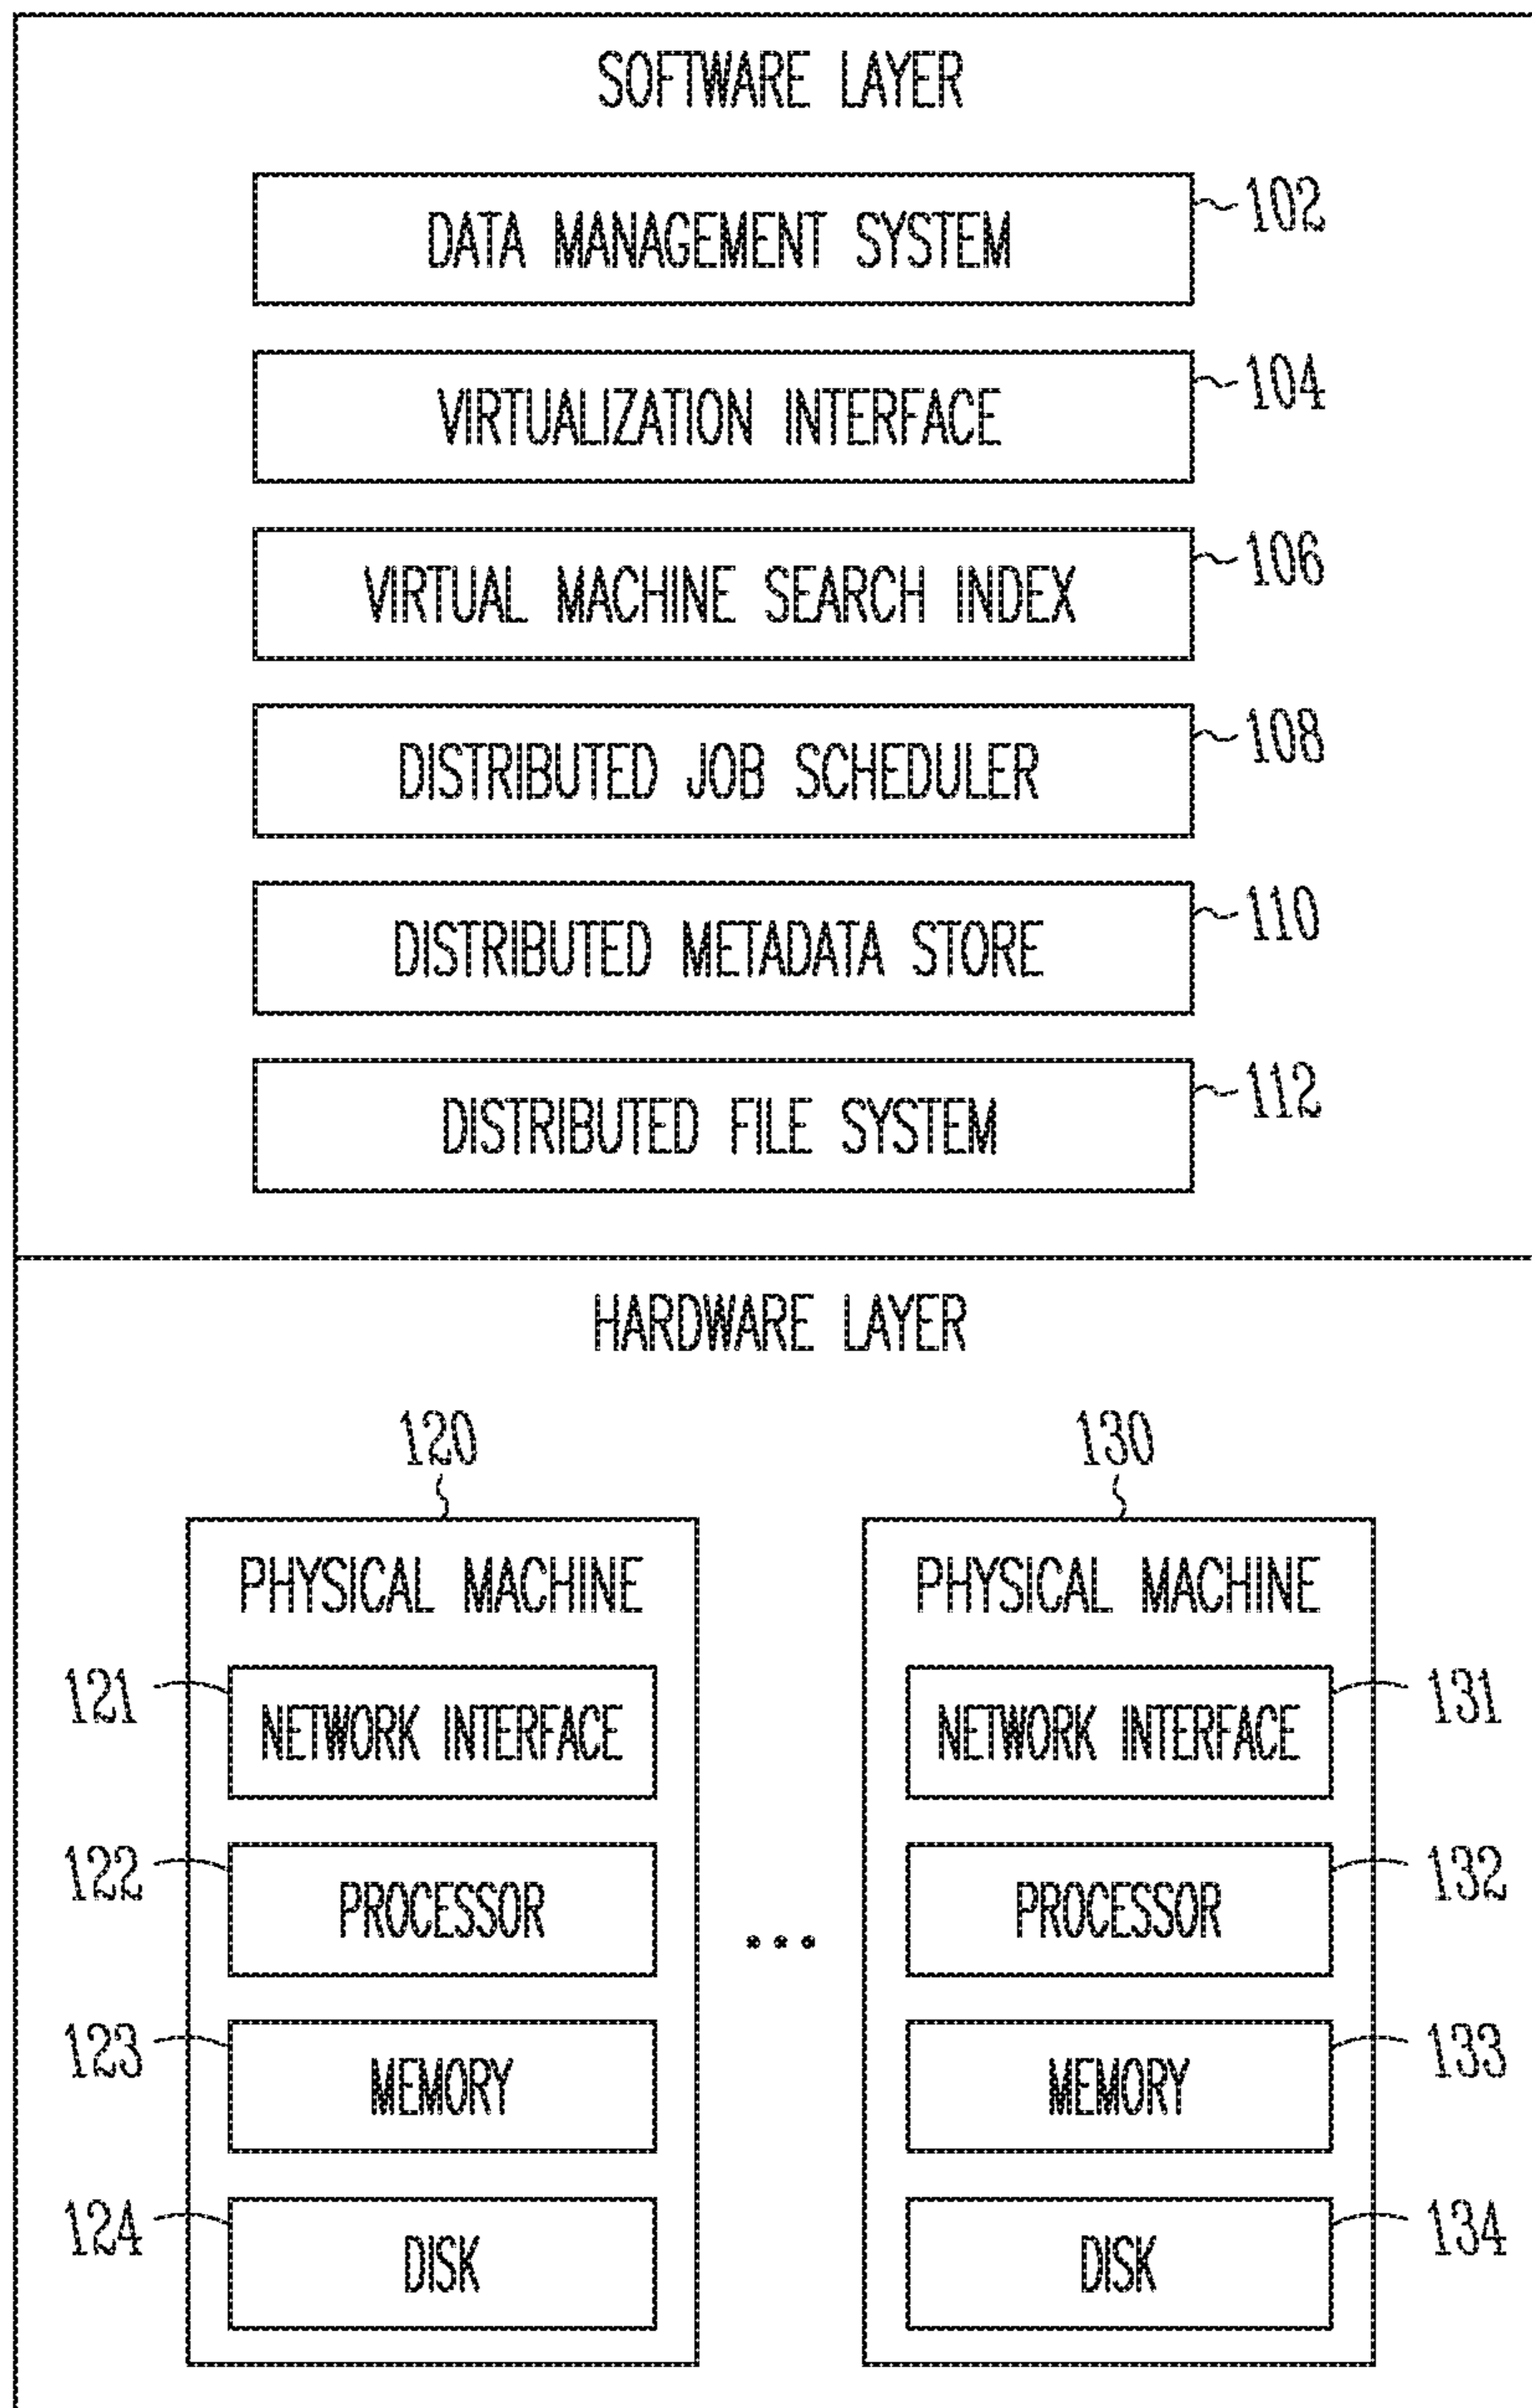 SOFTWARE LAYER
DATA MANAGEMENT SYSTEM
102
VIRTUALIZATION INTERFACE
104
VIRTUAL MACHINE SEARCH INDEX
106
DISTRIBUTED JOB SCHEDULER
108
DISTRIBUTED METADATA STORE
110
DISTRIBUTED FILE SYSTEM
112
HARDWARE LAYER
120
PHYSICAL MACHINE
121
NETWORK INTERFACE
122
PROCESSOR
123
MEMORY
124
DISK
...
130
PHYSICAL MACHINE
NETWORK INTERFACE
131
PROCESSOR
132
MEMORY
133
DISK
134